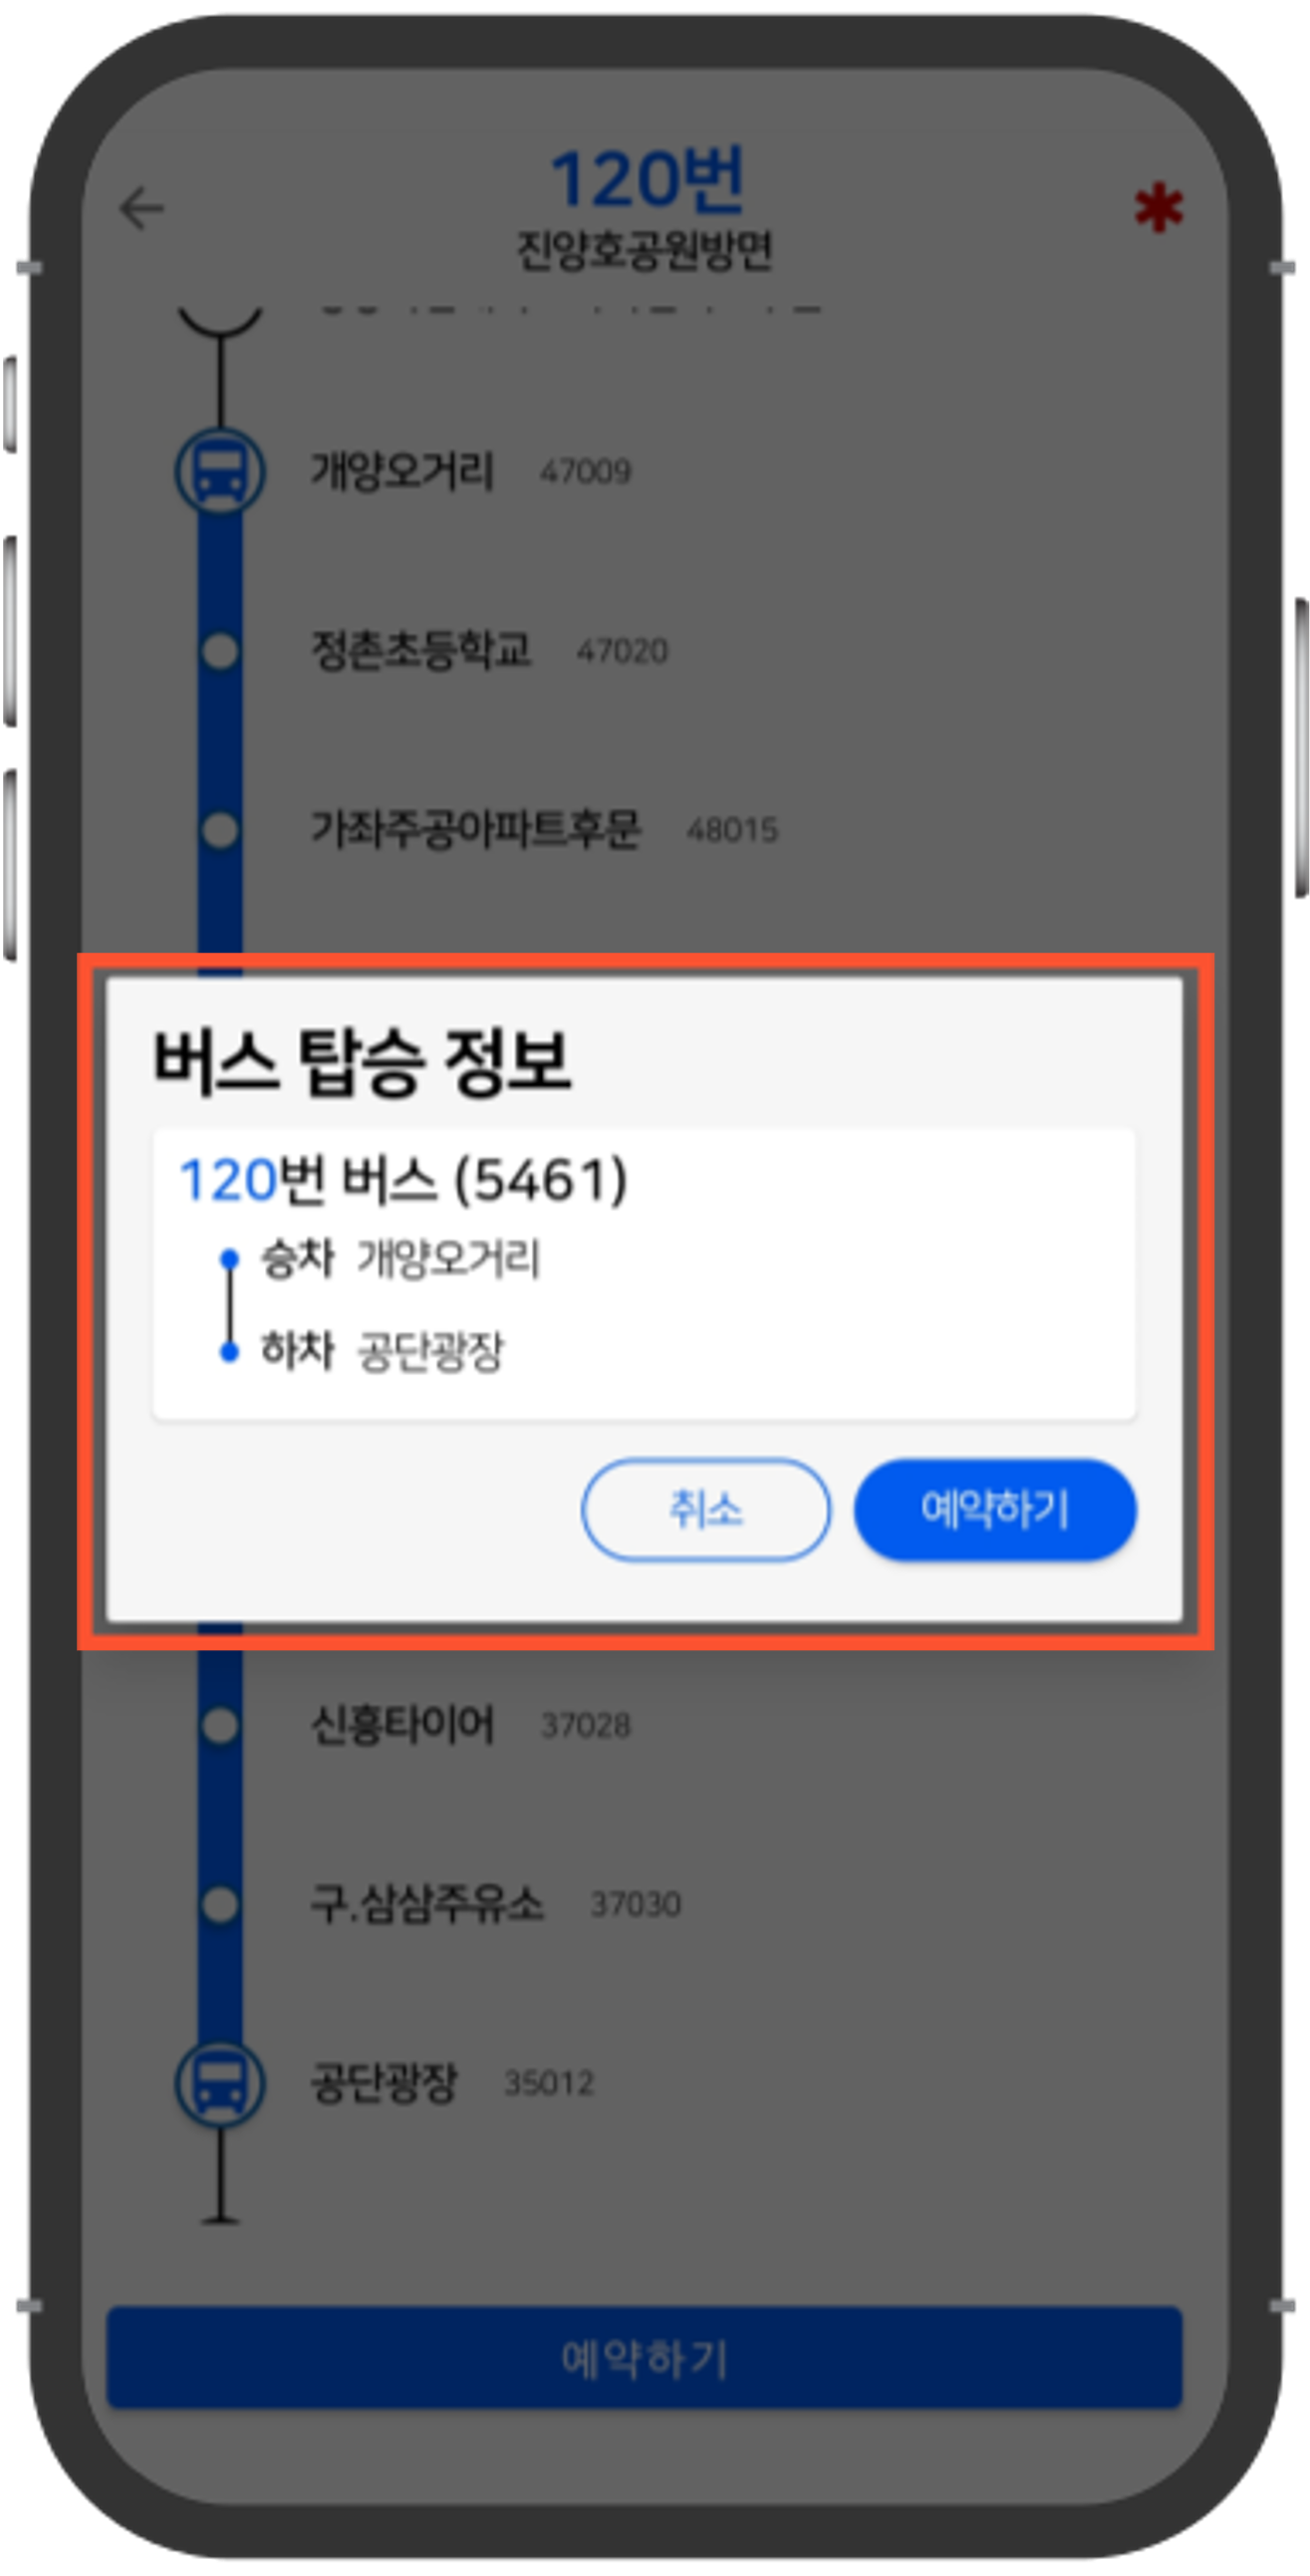 120번
진양호공원방면
개양오거리 47009
정촌초등학교 47020
가좌주공아파트후문 48015
버스 탑승 정보
120번 버스 (5461)
승차 개양오거리
하차 공단광장
취소 예약하기
신흥타이어 37028
구.삼삼주유소 37030
공단광장 35012
예약하기